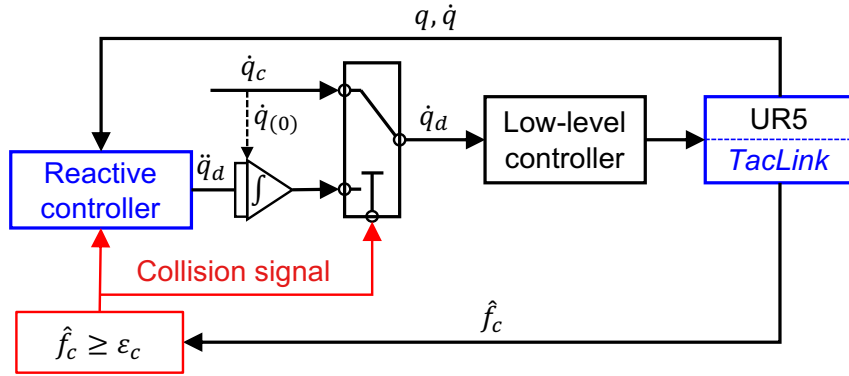 q, q̇
q̇_c
q̇_(0)
q̇_d
Low-level
controller
UR5
TacLink
Reactive
controller
q̈_d
∫
Collision signal
f̂_c ≥ ε_c
f̂_c